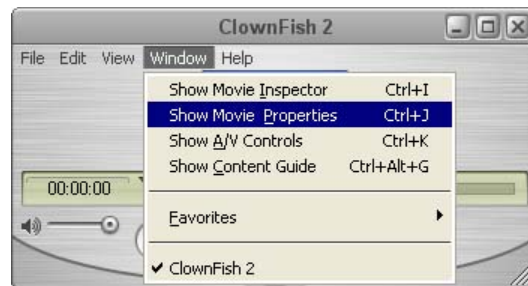 ClownFish 2
File Edit View Window Help
Show Movie Inspector Ctrl+I
Show Movie Properties Ctrl+J
Show A/V Controls Ctrl+K
Show Content Guide Ctrl+Alt+G
00:00:00
Favorites
ClownFish 2